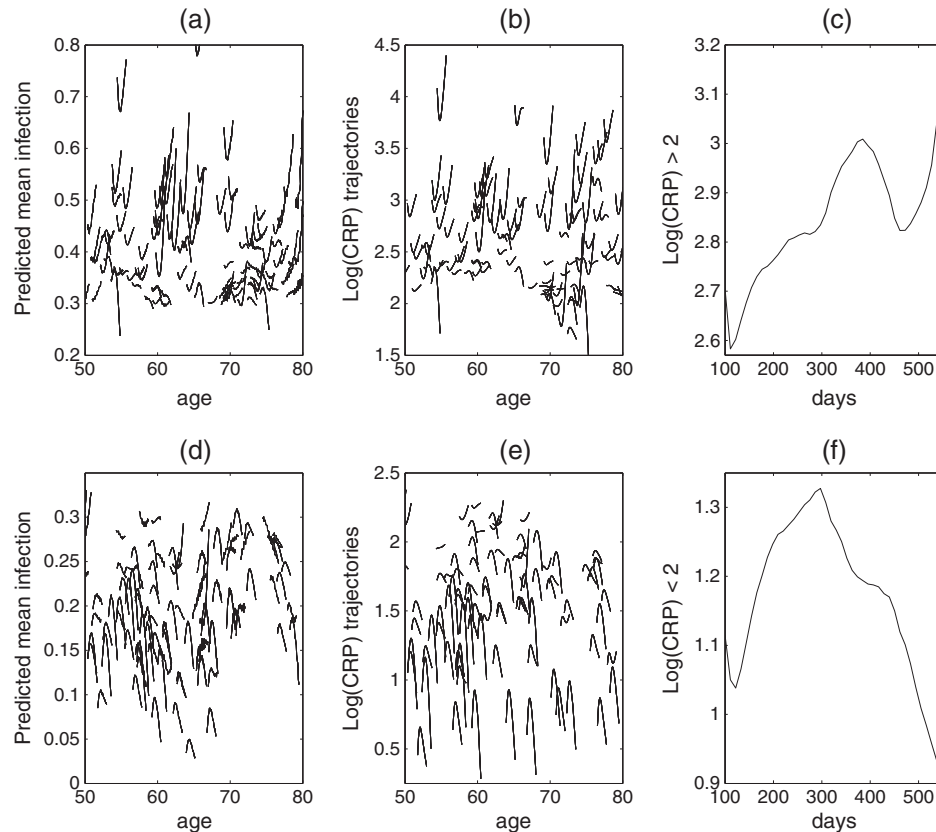 (a)
Predicted mean infection
0.8
0.7
0.6
0.5
0.4
0.3
0.2
50 60 70 80
age
(b)
Log(CRP) trajectories
4.5
4
3.5
3
2.5
2
1.5
50 60 70 80
age
(c)
Log(CRP) > 2
3.2
3.1
3
2.9
2.8
2.7
2.6
100 200 300 400 500
days
(d)
Predicted mean infection
0.3
0.25
0.2
0.15
0.1
0.05
0
50 60 70 80
age
(e)
Log(CRP) trajectories
2.5
2
1.5
1
0.5
50 60 70 80
age
(f)
Log(CRP) < 2
1.3
1.2
1.1
1
0.9
100 200 300 400 500
days